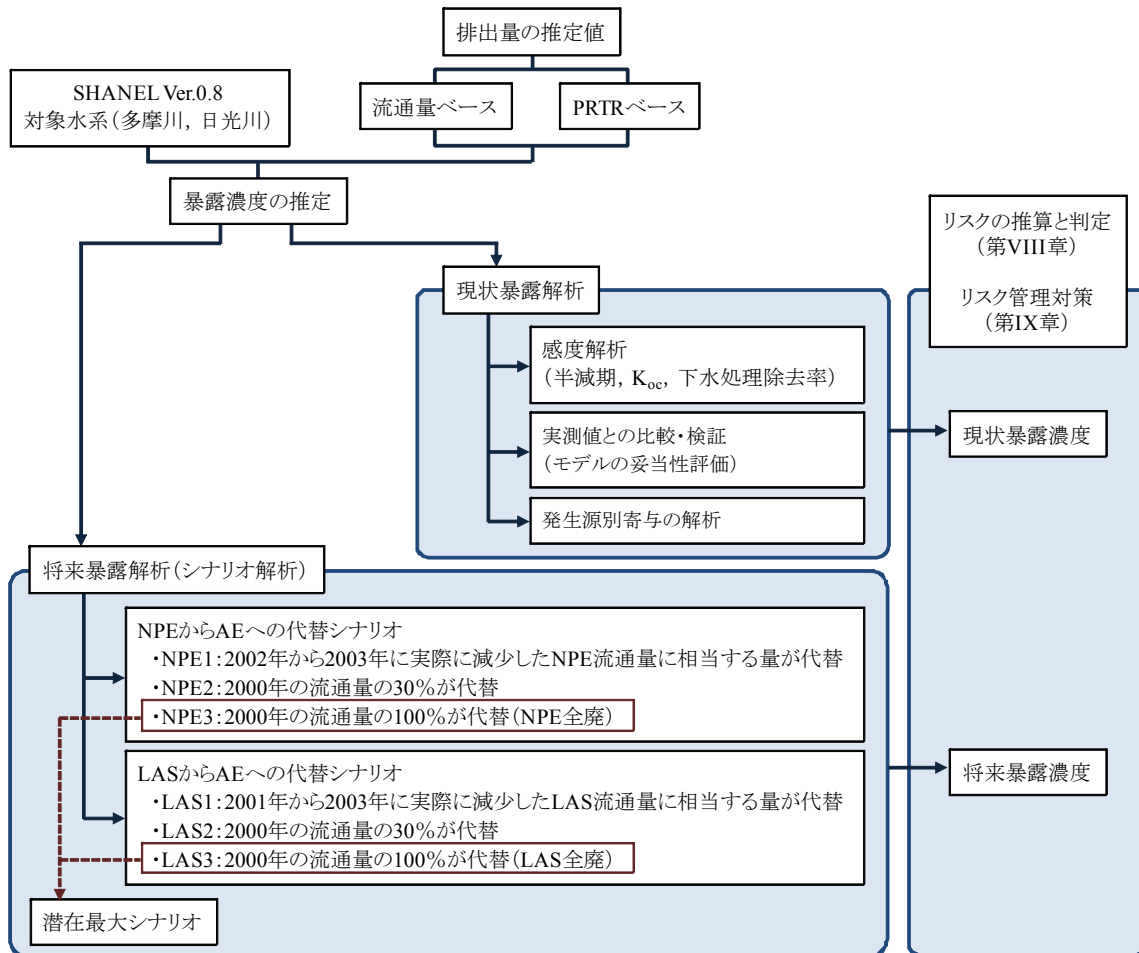 排出量の推定値
SHANEL Ver.0.8
対象水系(多摩川, 日光川)
流通量ベース
PRTRベース
暴露濃度の推定
リスクの推算と判定
(第VIII章)
リスク管理対策
(第IX章)
現状暴露解析
感度解析
(半減期, Koc, 下水処理除去率)
実測値との比較・検証
(モデルの妥当性評価)
発生源別寄与の解析
現状暴露濃度
将来暴露解析(シナリオ解析)
NPEからAEへの代替シナリオ
・NPE1:2002年から2003年に実際に減少したNPE流通量に相当する量が代替
・NPE2:2000年の流通量の30%が代替
・NPE3:2000年の流通量の100%が代替(NPE全廃)
LASからAEへの代替シナリオ
・LAS1:2001年から2003年に実際に減少したLAS流通量に相当する量が代替
・LAS2:2000年の流通量の30%が代替
・LAS3:2000年の流通量の100%が代替(LAS全廃)
将来暴露濃度
潜在最大シナリオ